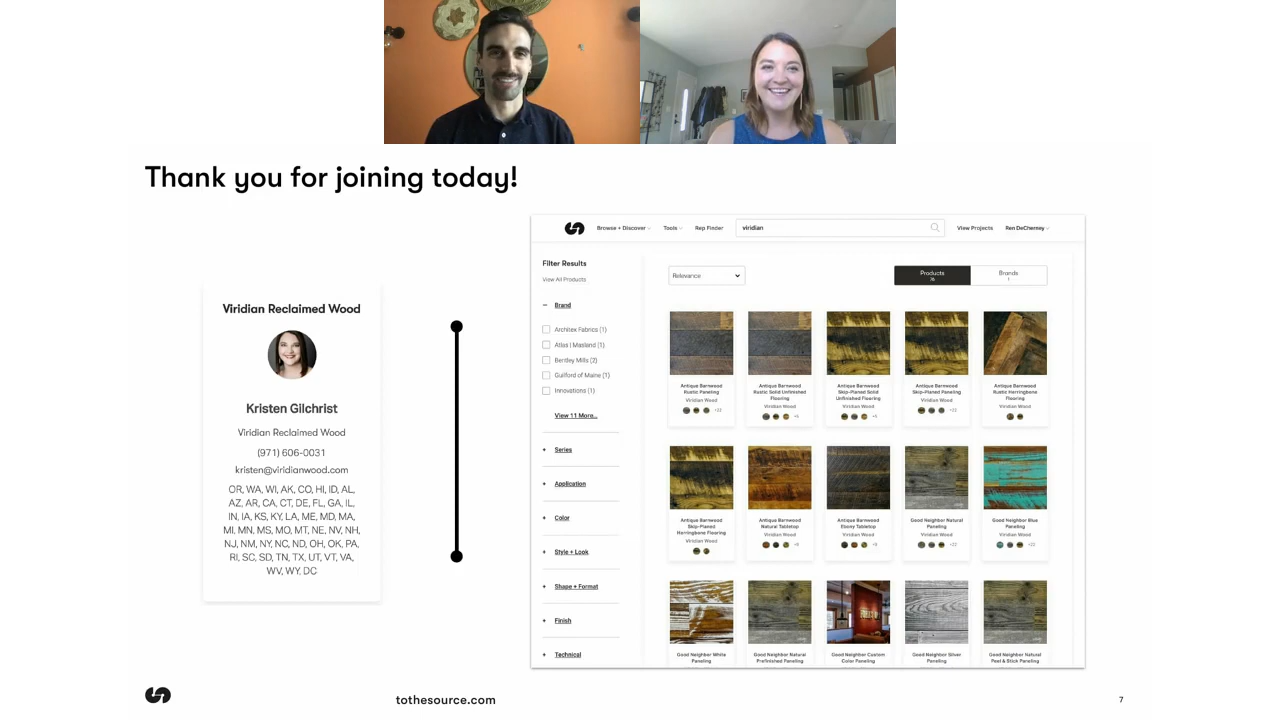 Thank you for joining today!
Viridian Reclaimed Wood
Kristen Gilchrist
Viridian Reclaimed Wood
(971) 606-0031
kristen@viridianwood.com
OR, WA, WI, AK, CO, HI, ID, AL,
AZ, AR, CA, CT, DE, FL, GA, IL,
IN, IA, KS, KY, LA, ME, MD, MA,
MI, MN, MS, MO, MT, NE, NV, NH,
NJ, NM, NY, NC, ND, OH, OK, PA,
RI, SC, SD, TN, TX, UT, VT, VA,
WV, WY, DC
Browse + Discover
Tools
Rep Finder
viridian
View Projects
Ren DeCherney
Filter Results
View All Products
Brand
Architex Fabrics (1)
Atlas | Masland (1)
Bentley Mills (2)
Guilford of Maine (1)
Innovations (1)
View 11 More...
Series
Application
Color
Style + Look
Shape + Format
Finish
Technical
Relevance
Products
76
Brands
1
Antique Barnwood
Rustic Paneling
Viridian Wood
Antique Barnwood
Rustic Solid Unfinished
Flooring
Viridian Wood
Antique Barnwood
Skip-Planed Solid
Unfinished Flooring
Viridian Wood
Antique Barnwood
Skip-Planed Paneling
Viridian Wood
Antique Barnwood
Rustic Herringbone
Flooring
Viridian Wood
Antique Barnwood
Skip-Planed
Herringbone Flooring
Viridian Wood
Antique Barnwood
Natural Tabletop
Viridian Wood
Antique Barnwood
Ebony Tabletop
Viridian Wood
Good Neighbor Natural
Paneling
Viridian Wood
Good Neighbor Blue
Paneling
Viridian Wood
Good Neighbor White
Paneling
Good Neighbor Natural
Prefinished Paneling
Good Neighbor Custom
Color Paneling
Good Neighbor Silver
Paneling
Good Neighbor Natural
Peel & Stick Paneling
tothesource.com
7